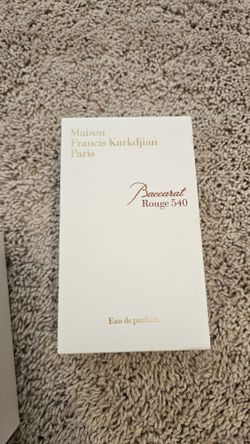 Maison
Francis Kurkdjian
Paris
Baccarat
Rouge 540
Eau de parfum